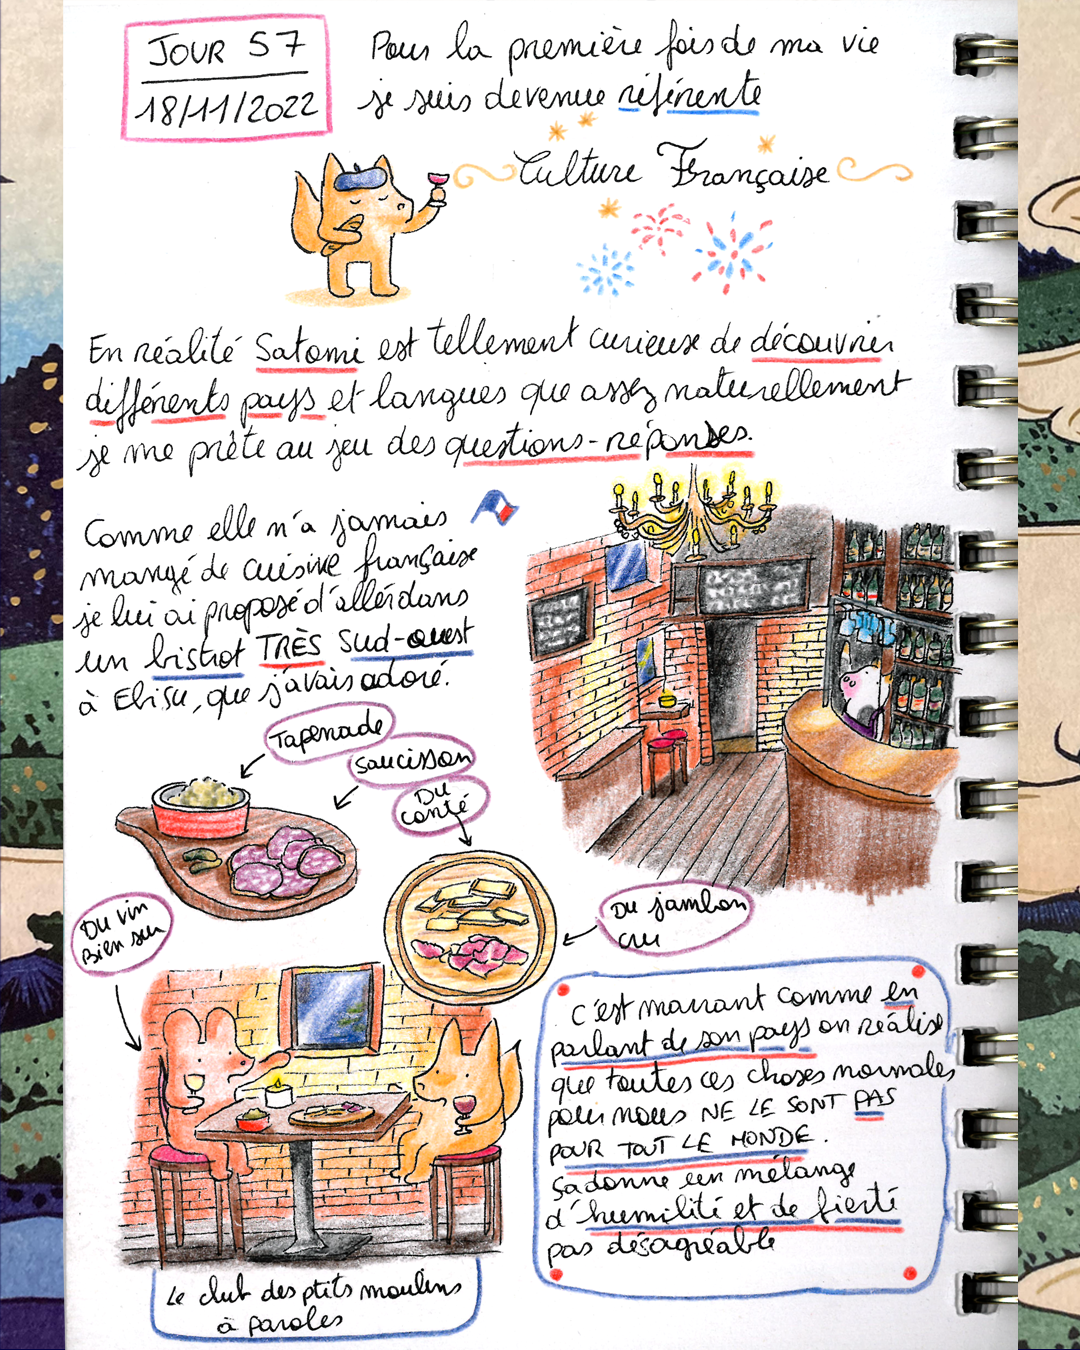 JOUR 57
18/11/2022
Pour la première fois de ma vie
je suis devenue référente
Culture Française
En réalité Satomi est tellement curieuse de découvrir
différents pays et langues que assez naturellement
je me prête au jeu des questions-réponses.
Comme elle n'a jamais
mangé de cuisine française
je lui ai proposé d'aller dans
un bistrot TRÈS SUD-OUEST
à Ebisu, que j'avais adoré.
Tapenade
Saucisson
Du
comté
Du vin
Bien sur
Du jambon
cru
C'est marrant comme en
parlant de son pays on réalise
que toutes ces choses normales
pour nous NE LE SONT PAS
POUR TOUT LE MONDE.
ça donne un mélange
d'humilité et de fierté
pas désagréable
Le club des ptits moulins
à paroles